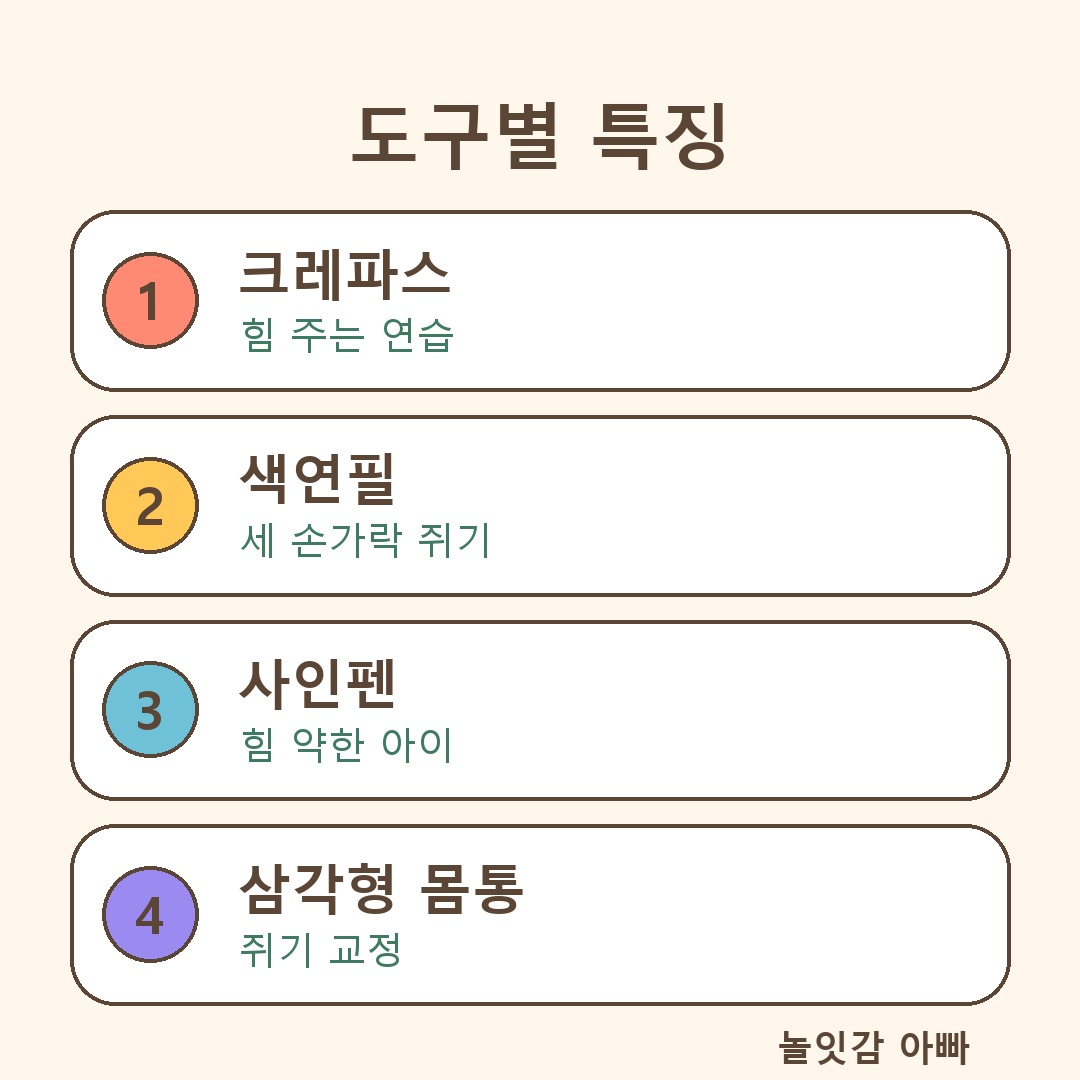 도구별 특징
1
크레파스
힘 주는 연습
2
색연필
세 손가락 쥐기
3
사인펜
힘 약한 아이
4
삼각형 몸통
쥐기 교정
놀잇감 아빠